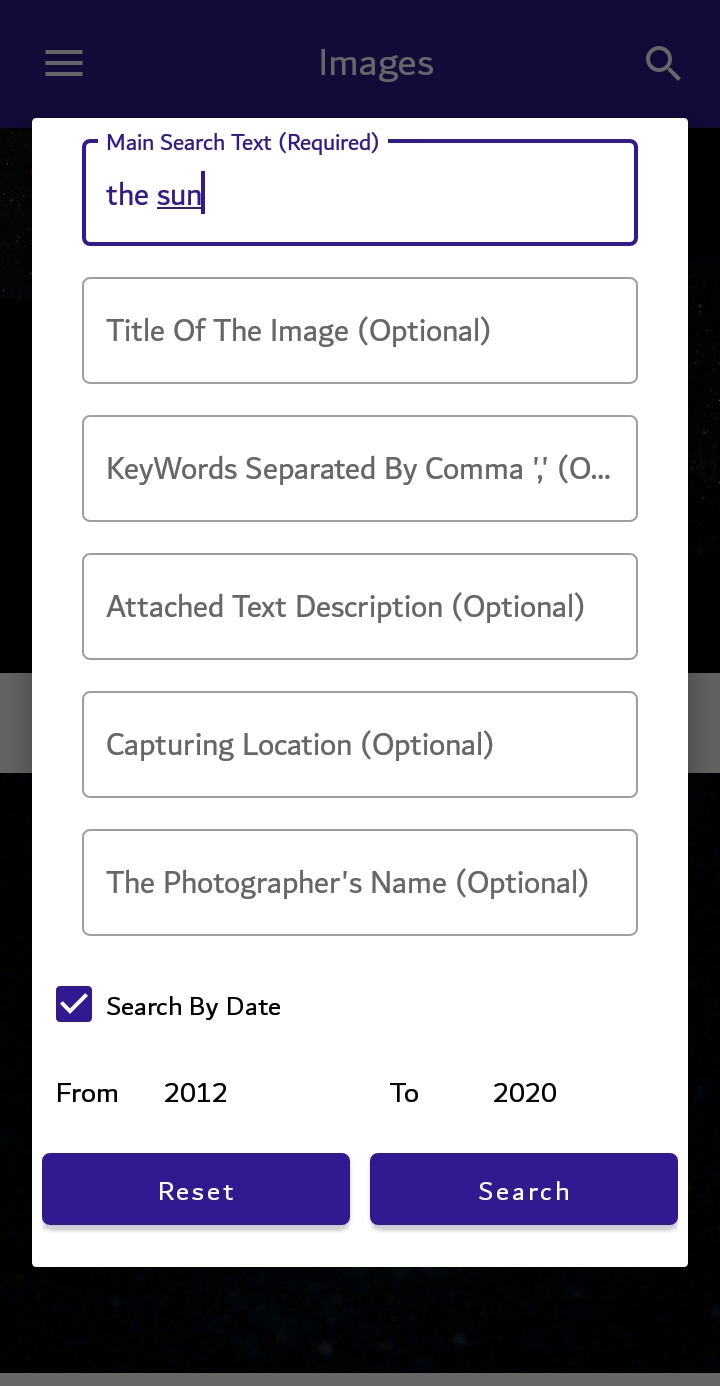 Images
Main Search Text (Required)
the sun
Title Of The Image (Optional)
KeyWords Separated By Comma ',' (O...
Attached Text Description (Optional)
Capturing Location (Optional)
The Photographer's Name (Optional)
Search By Date
From 2012 To 2020
Reset Search